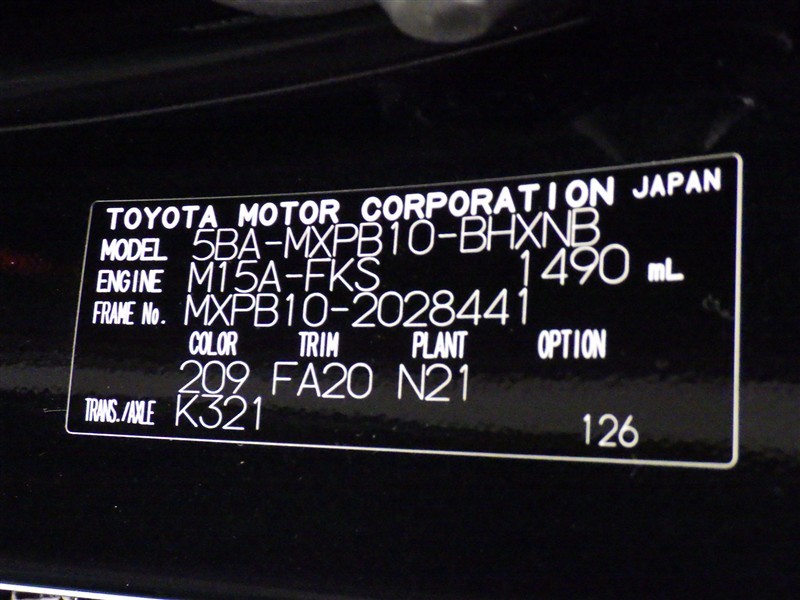 TOYOTA MOTOR CORPORATION JAPAN
MODEL 5BA-MXPB10-BHXNB
ENGINE M15A-FKS 1490 mL
FRAME No. MXPB10-2028441
COLOR TRIM PLANT OPTION
209 FA20 N21
TRANS./AXLE K321
126